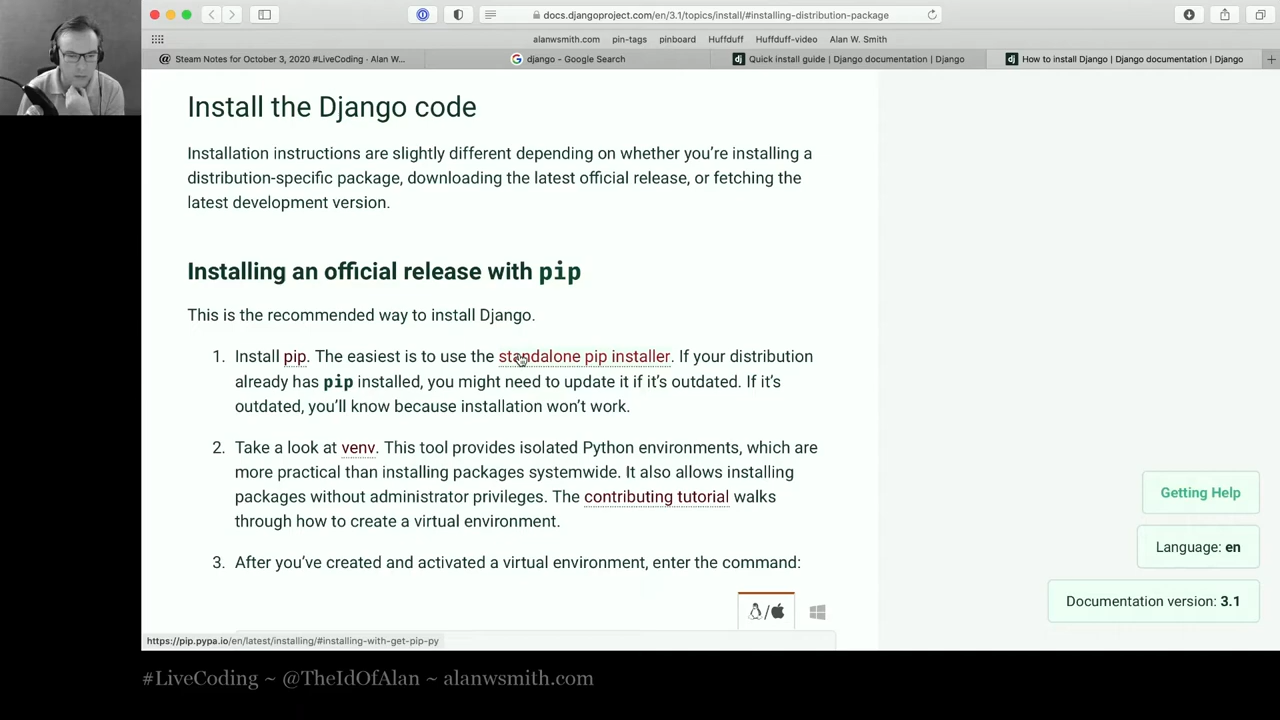 docs.djangoproject.com/en/3.1/topics/install/#installing-distribution-package
alanwsmith.com pin-tags pinboard Huffduff Huffduff-video Alan W. Smith
Steam Notes for October 3, 2020 #LiveCoding · Alan W... django - Google Search Quick install guide | Django documentation | Django How to install Django | Django documentation | Django
Install the Django code
Installation instructions are slightly different depending on whether you’re installing a
distribution-specific package, downloading the latest official release, or fetching the
latest development version.
Installing an official release with pip
This is the recommended way to install Django.
1. Install pip. The easiest is to use the standalone pip installer. If your distribution
already has pip installed, you might need to update it if it’s outdated. If it’s
outdated, you’ll know because installation won’t work.
2. Take a look at venv. This tool provides isolated Python environments, which are
more practical than installing packages systemwide. It also allows installing
packages without administrator privileges. The contributing tutorial walks
through how to create a virtual environment.
3. After you’ve created and activated a virtual environment, enter the command:
Getting Help
Language: en
Documentation version: 3.1
https://pip.pypa.io/en/latest/installing/#installing-with-get-pip-py
#LiveCoding ~ @TheIdOfAlan ~ alanwsmith.com